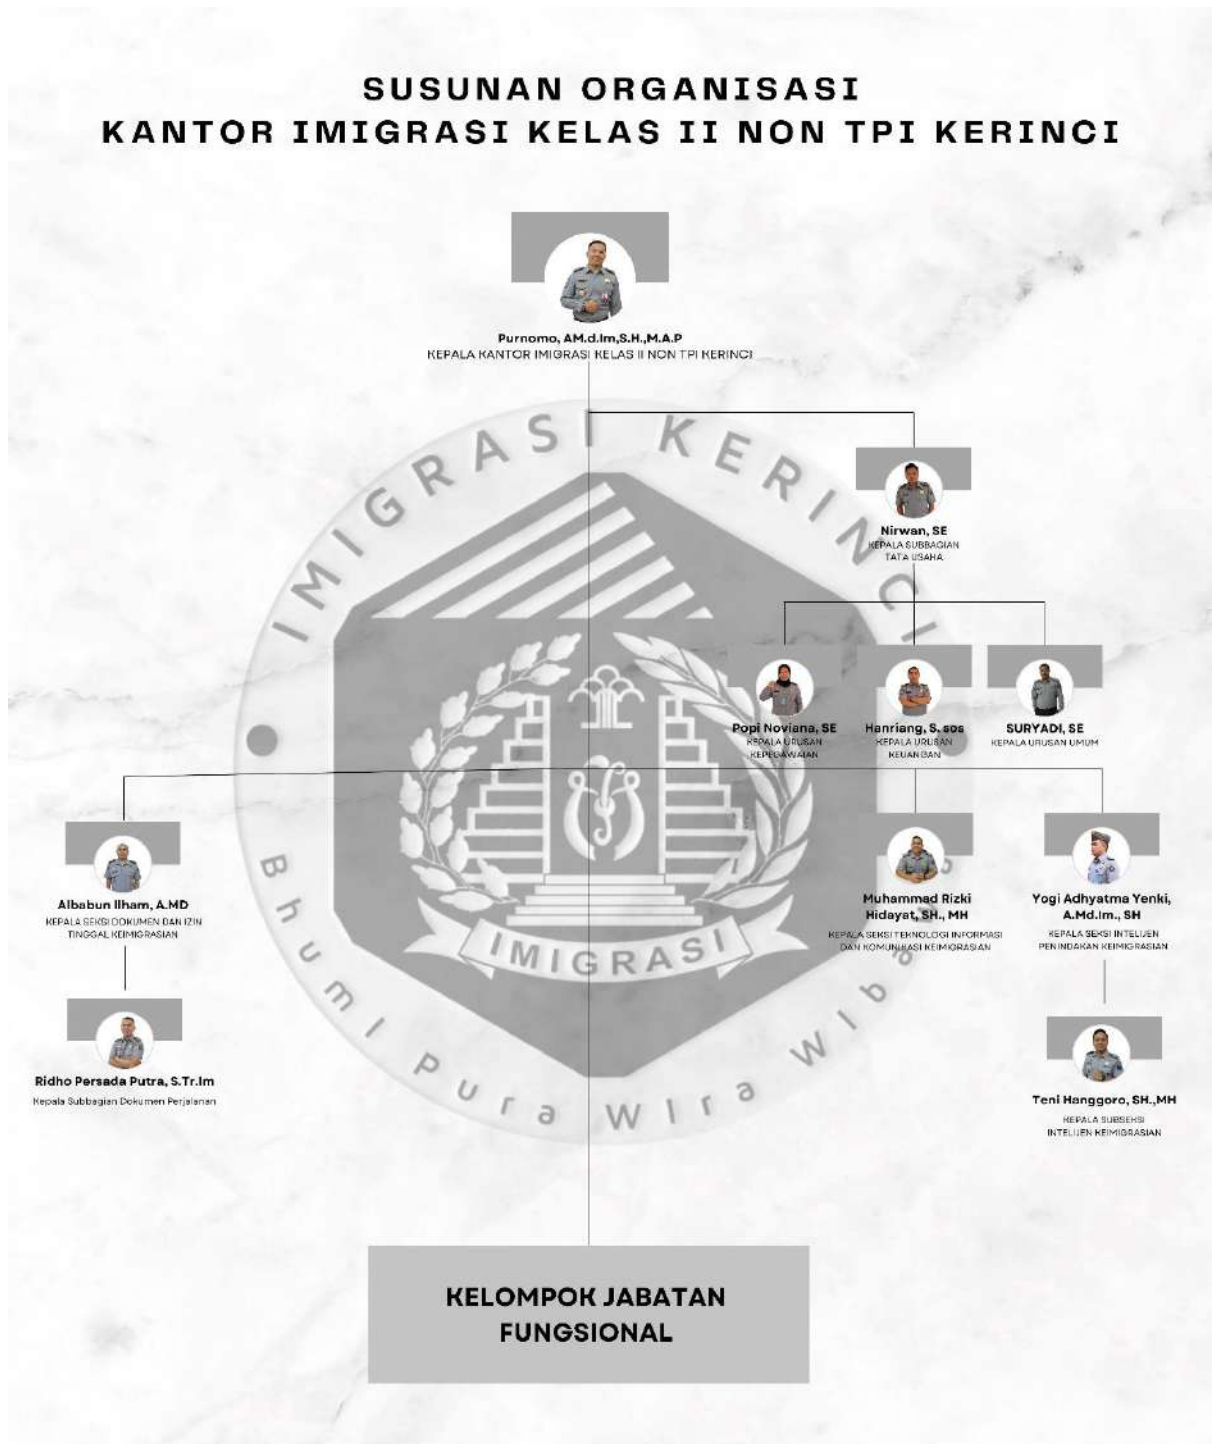 SUSUNAN ORGANISASI
KANTOR IMIGRASI KELAS II NON TPI KERINCI
Purnomo, AM.d.Im,S.H.,M.A.P
KEPALA KANTOR IMIGRASI KELAS II NON TPI KERINCI
IMIGRASI KERINCI
Nirwan, SE
KEPALA SUBBAGIAN
TATA USAHA
Popi Noviana, SE
KEPALA URUSAN
KEPEGAWAIAN
Hanriang, S. sos
KEPALA URUSAN
KEUANGAN
SURYADI, SE
KEPALA URUSAN UMUM
Albabun Ilham, A.MD
KEPALA SEKSI DOKUMEN DAN IZIN
TINGGAL KEIMIGRASIAN
Muhammad Rizki
Hidayat, SH., MH
KEPALA SEKSI TEKNOLOGI INFORMASI
DAN KOMUNIKASI KEIMIGRASIAN
Yogi Adhyatma Yenki,
A.Md.Im., SH
KEPALA SEKSI INTELIJEN
PENINDAKAN KEIMIGRASIAN
IMIGRASI
Ridho Persada Putra, S.Tr.Im
Kepala Subbagian Dokumen Perjalanan
Teni Hanggoro, SH.,MH
KEPALA SUBSEKSI
INTELIJEN KEIMIGRASIAN
Bhumi Pura Wira Wibawa
KELOMPOK JABATAN
FUNGSIONAL